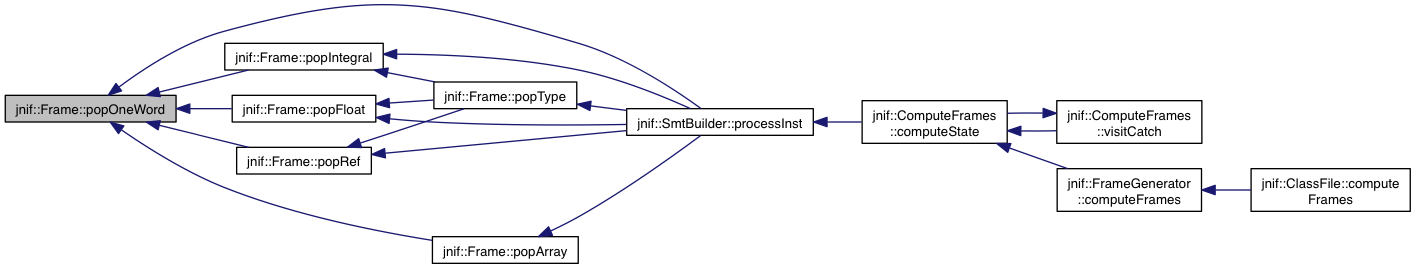 jnif::Frame::popOneWord
jnif::Frame::popIntegral
jnif::Frame::popFloat
jnif::Frame::popRef
jnif::Frame::popType
jnif::Frame::popArray
jnif::SmtBuilder::processInst
jnif::ComputeFrames
::computeState
jnif::ComputeFrames
::visitCatch
jnif::FrameGenerator
::computeFrames
jnif::ClassFile::compute
Frames